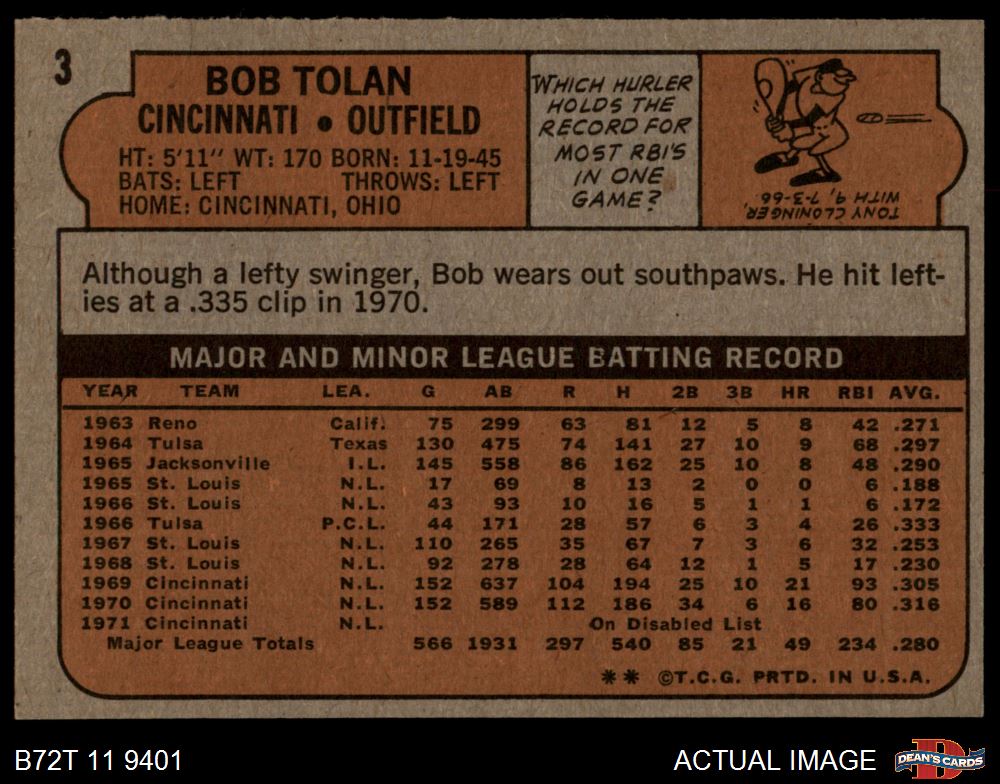 3
BOB TOLAN
CINCINNATI • OUTFIELD
HT: 5'11" WT: 170 BORN: 11-19-45
BATS: LEFT THROWS: LEFT
HOME: CINCINNATI, OHIO
WHICH HURLER
HOLDS THE
RECORD FOR
MOST RBI'S
IN ONE
GAME?
TONY CLONINGER,
WITH 9, 7-3-66
Although a lefty swinger, Bob wears out southpaws. He hit left-
ies at a .335 clip in 1970.
MAJOR AND MINOR LEAGUE BATTING RECORD
YEAR TEAM LEA. G AB R H 2B 3B HR RBI AVG.
1963 Reno Calif. 75 299 63 81 12 5 8 42 .271
1964 Tulsa Texas 130 475 74 141 27 10 9 68 .297
1965 Jacksonville I.L. 145 558 86 162 25 10 8 48 .290
1965 St. Louis N.L. 17 69 8 13 2 0 0 6 .188
1966 St. Louis N.L. 43 93 10 16 5 1 1 6 .172
1966 Tulsa P.C.L. 44 171 28 57 6 3 4 26 .333
1967 St. Louis N.L. 110 265 35 67 7 3 6 32 .253
1968 St. Louis N.L. 92 278 28 64 12 1 5 17 .230
1969 Cincinnati N.L. 152 637 104 194 25 10 21 93 .305
1970 Cincinnati N.L. 152 589 112 186 34 6 16 80 .316
1971 Cincinnati N.L. On Disabled List
Major League Totals 566 1931 297 540 85 21 49 234 .280
** ©T.C.G. PRTD. IN U.S.A.
B72T 11 9401
ACTUAL IMAGE
D
DEAN'S CARDS